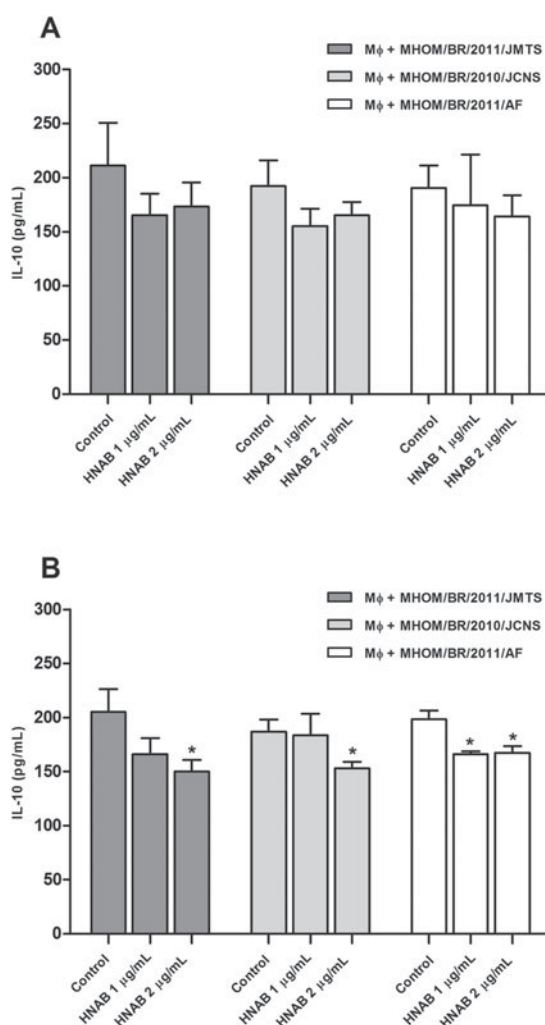 A
Mφ + MHOM/BR/2011/JMTS
Mφ + MHOM/BR/2010/JCNS
Mφ + MHOM/BR/2011/AF
IL-10 (pg/mL)
300
250
200
150
100
50
0
Control
HNAB 1 μg/mL
HNAB 2 μg/mL
Control
HNAB 1 μg/mL
HNAB 2 μg/mL
Control
HNAB 1 μg/mL
HNAB 2 μg/mL
B
Mφ + MHOM/BR/2011/JMTS
Mφ + MHOM/BR/2010/JCNS
Mφ + MHOM/BR/2011/AF
IL-10 (pg/mL)
300
250
200
150
100
50
0
*
*
*
*
Control
HNAB 1 μg/mL
HNAB 2 μg/mL
Control
HNAB 1 μg/mL
HNAB 2 μg/mL
Control
HNAB 1 μg/mL
HNAB 2 μg/mL